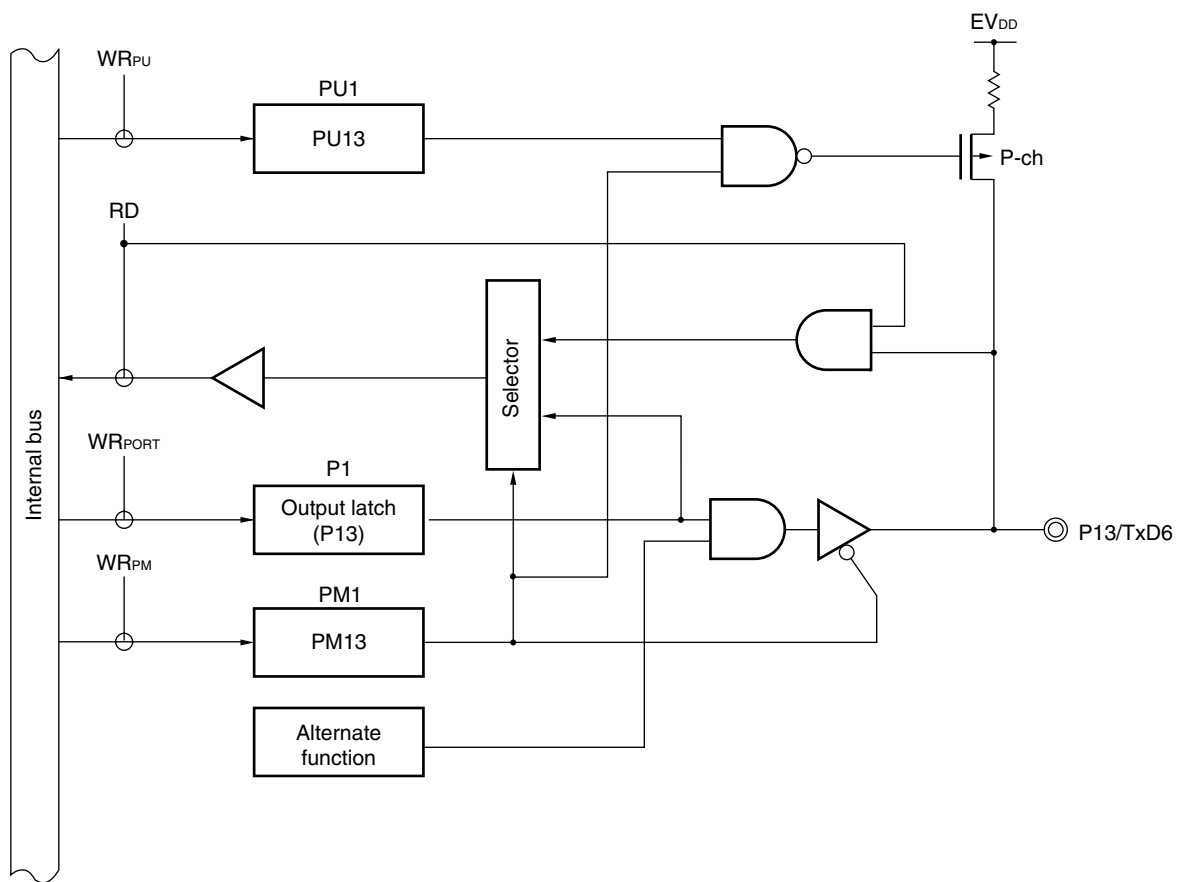 EVDD
WRPU
PU1
PU13
P-ch
RD
Selector
Internal bus
WRPORT
P1
Output latch
(P13)
P13/TxD6
WRPM
PM1
PM13
Alternate
function